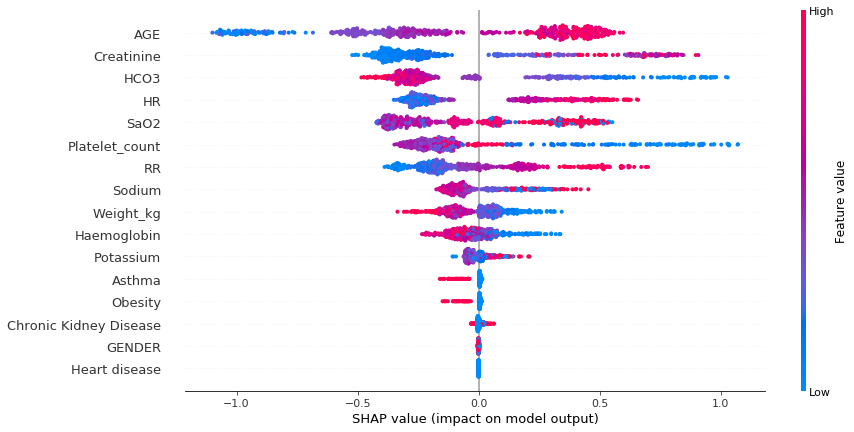 High
AGE
Creatinine
HCO3
HR
SaO2
Platelet_count
RR
Sodium
Weight_kg
Haemoglobin
Potassium
Asthma
Obesity
Chronic Kidney Disease
GENDER
Heart disease
Low
Feature value
−1.0 −0.5 0.0 0.5 1.0
SHAP value (impact on model output)